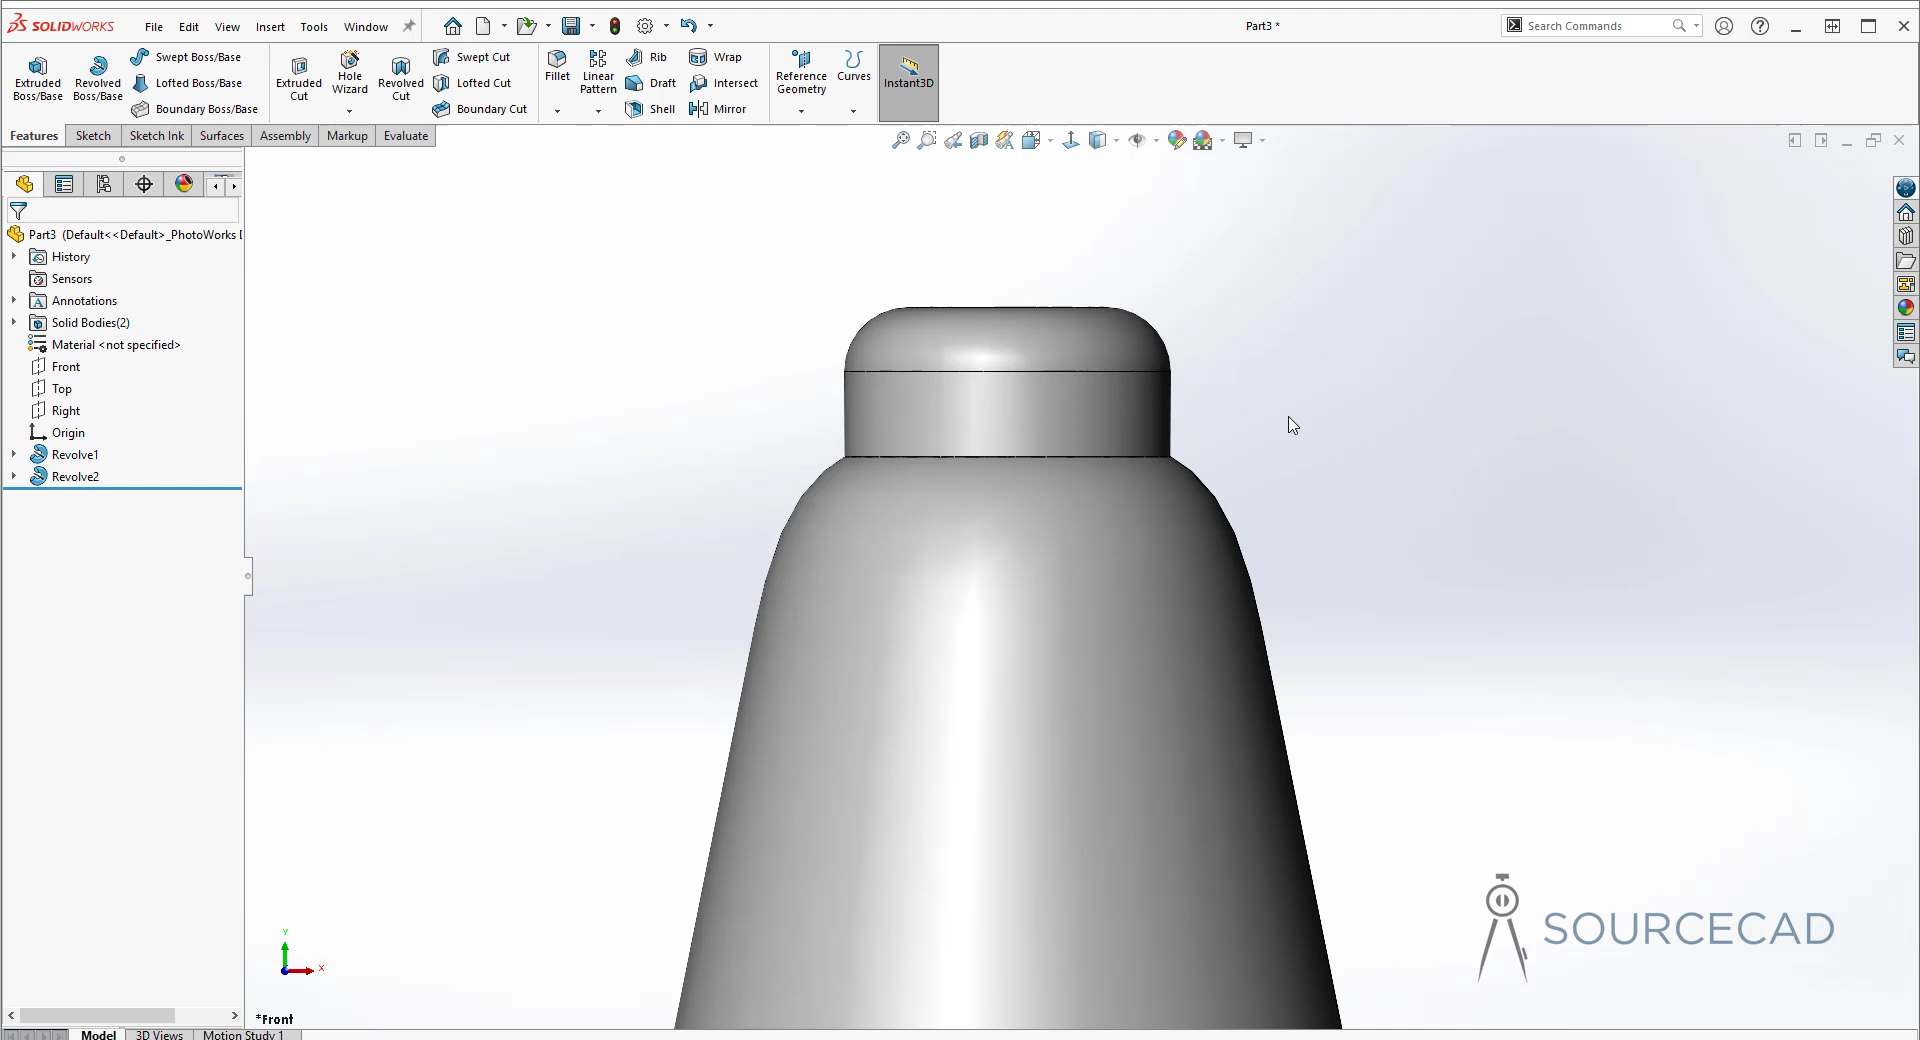 SOLIDWORKS File Edit View Insert Tools Window Part3 * Search Commands
Extruded Boss/Base
Revolved Boss/Base
Swept Boss/Base
Lofted Boss/Base
Boundary Boss/Base
Extruded Cut
Hole Wizard
Revolved Cut
Swept Cut
Lofted Cut
Boundary Cut
Fillet
Linear Pattern
Rib
Draft
Shell
Wrap
Intersect
Mirror
Reference Geometry
Curves
Instant3D
Features Sketch Sketch Ink Surfaces Assembly Markup Evaluate
Part3 (Default<<Default>_PhotoWorks
History
Sensors
Annotations
Solid Bodies(2)
Material <not specified>
Front
Top
Right
Origin
Revolve1
Revolve2
Y
X
*Front
SOURCECAD
Model 3D Views Motion Study 1